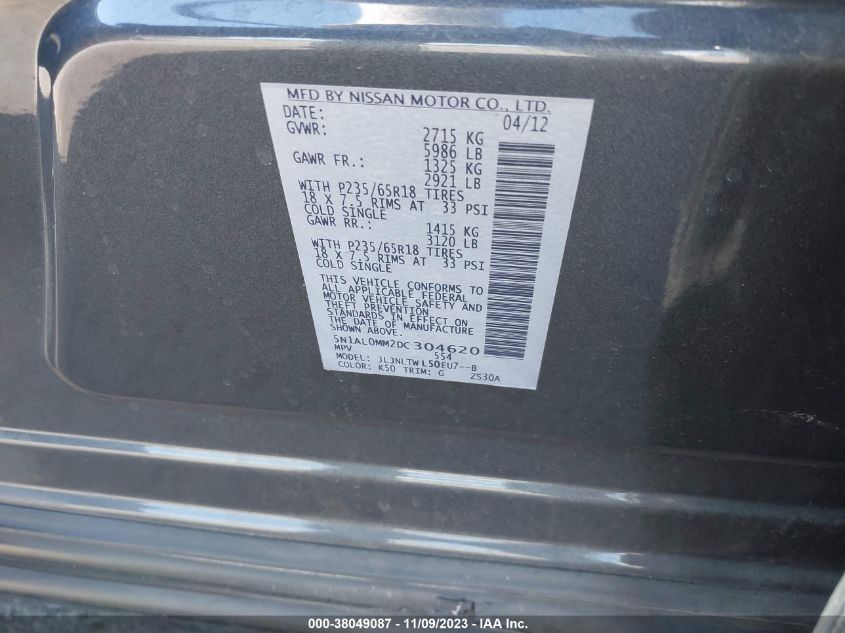 MFD BY NISSAN MOTOR CO., LTD.
DATE: 04/12
GVWR: 2715 KG
5986 LB
GAWR FR.: 1325 KG
2921 LB
WITH P235/65R18 TIRES
18 X 7.5 RIMS AT 33 PSI
COLD SINGLE
GAWR RR.: 1415 KG
3120 LB
WITH P235/65R18 TIRES
18 X 7.5 RIMS AT 33 PSI
COLD SINGLE
THIS VEHICLE CONFORMS TO
ALL APPLICABLE FEDERAL
MOTOR VEHICLE SAFETY AND
THEFT PREVENTION
STANDARDS IN EFFECT ON
THE DATE OF MANUFACTURE
SHOWN ABOVE.
5N1AL0MM2DC304620
MPV 554
MODEL: JLJNLTWL50EU7--B
COLOR: K50 TRIM: G ZS30A
000-38049087 - 11/09/2023 - IAAI.COM